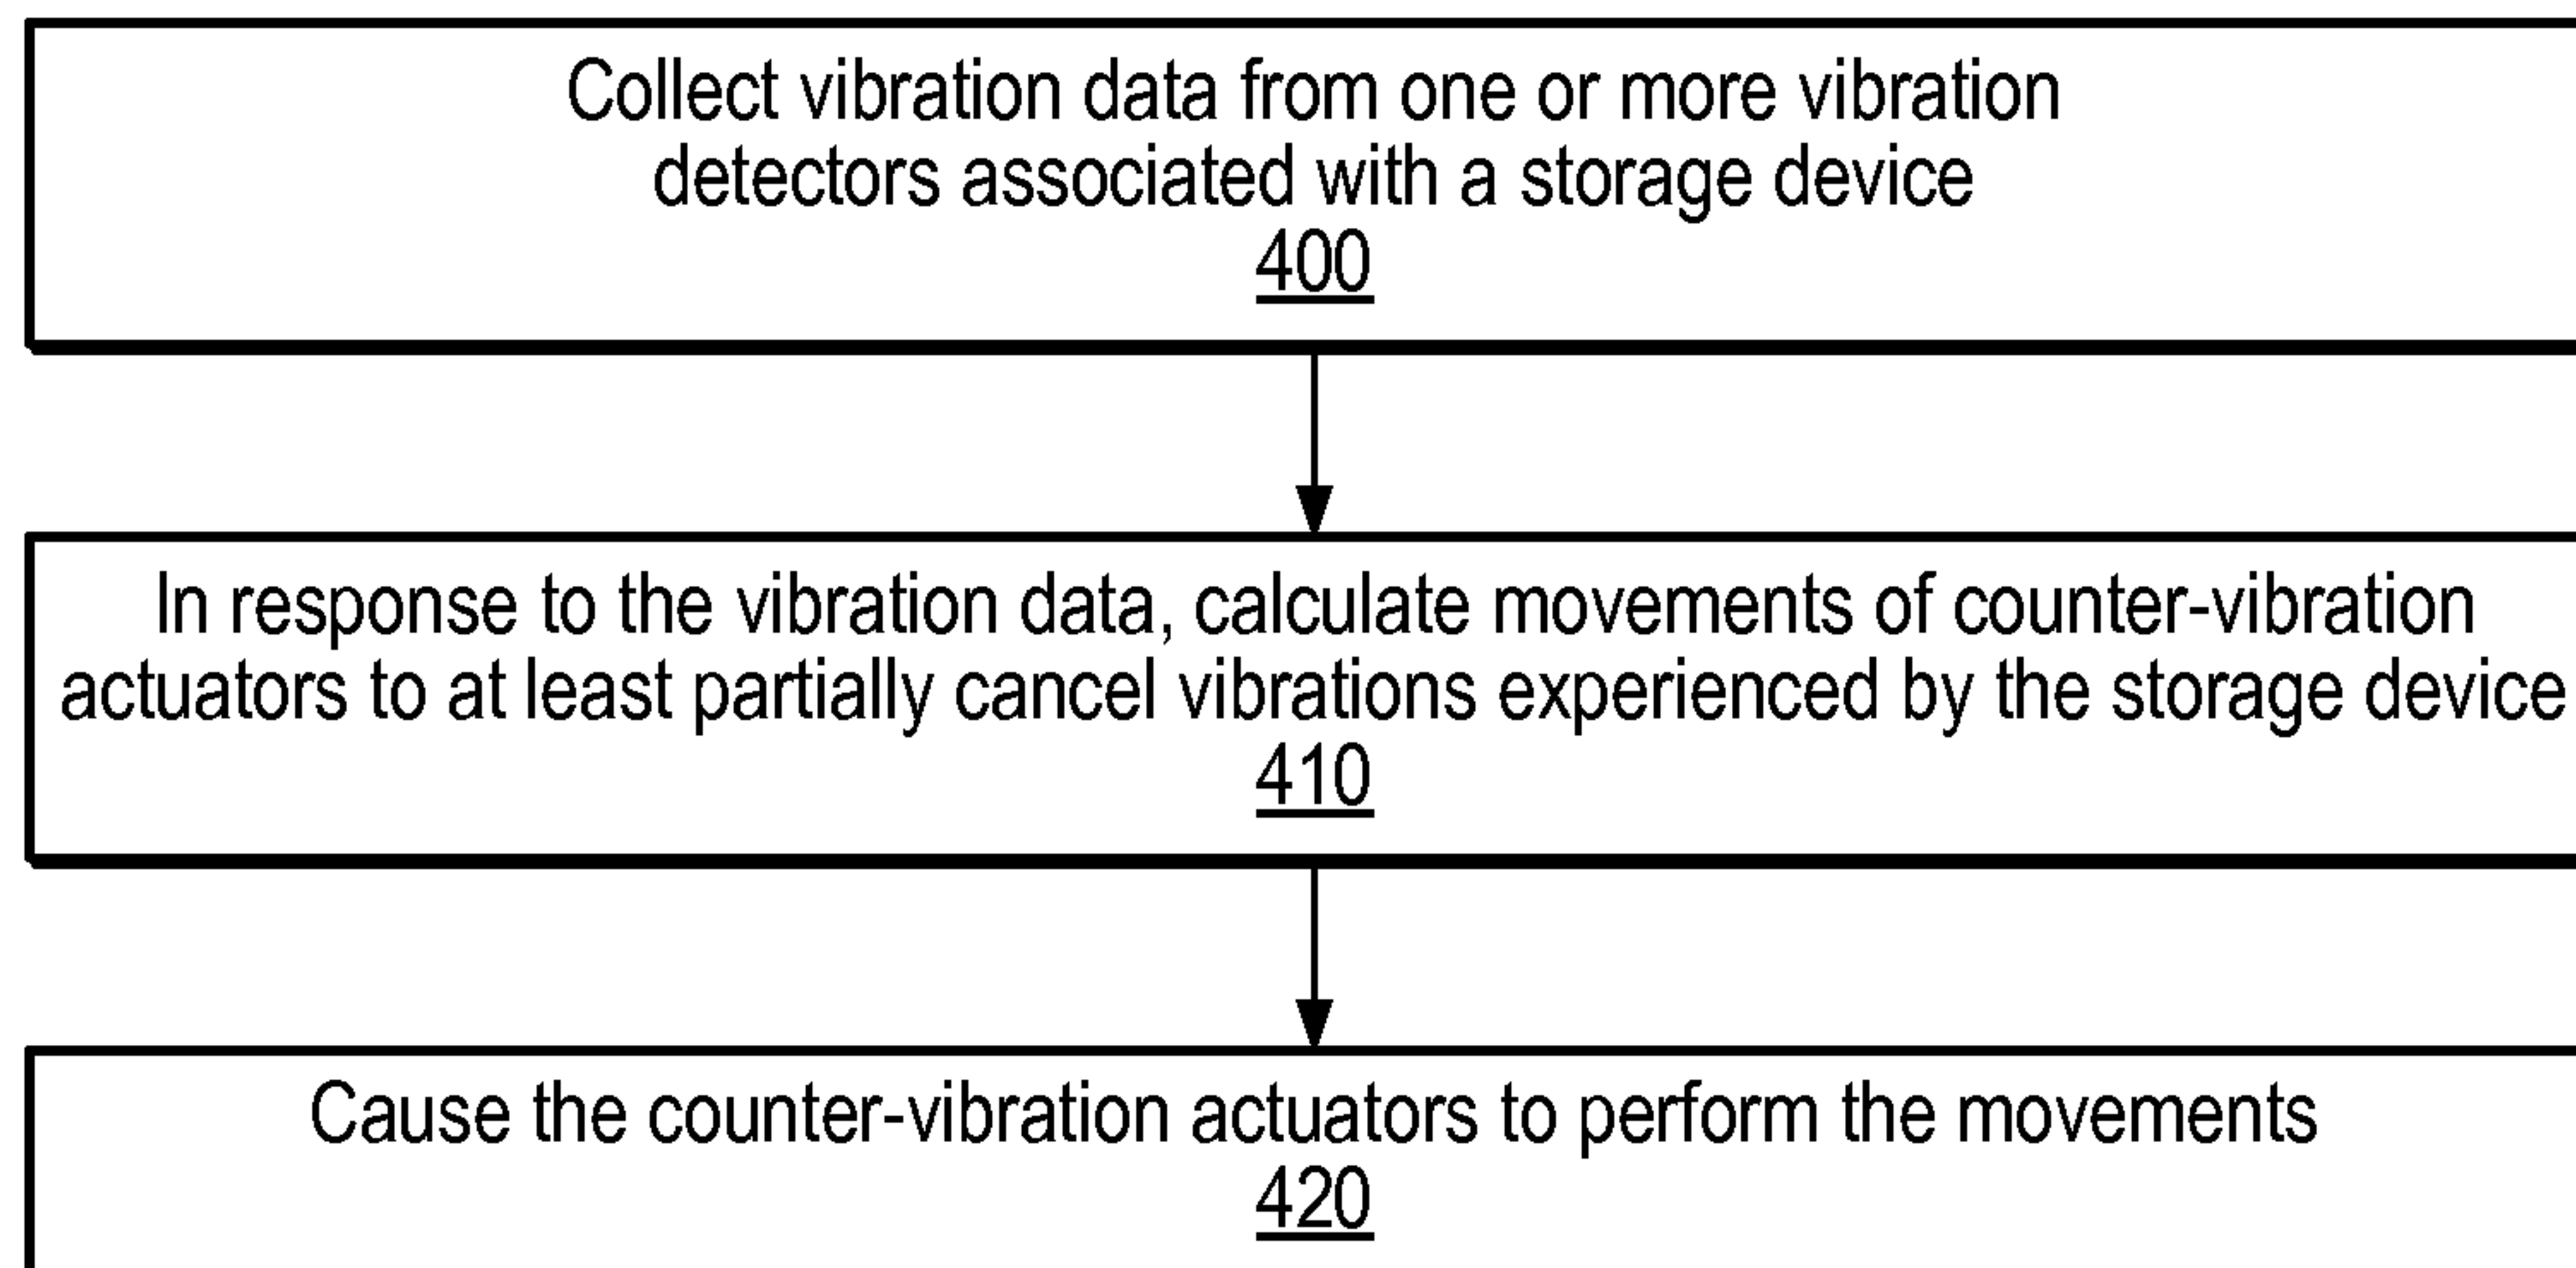 Collect vibration data from one or more vibration
detectors associated with a storage device
400
In response to the vibration data, calculate movements of counter-vibration
actuators to at least partially cancel vibrations experienced by the storage device
410
Cause the counter-vibration actuators to perform the movements
420